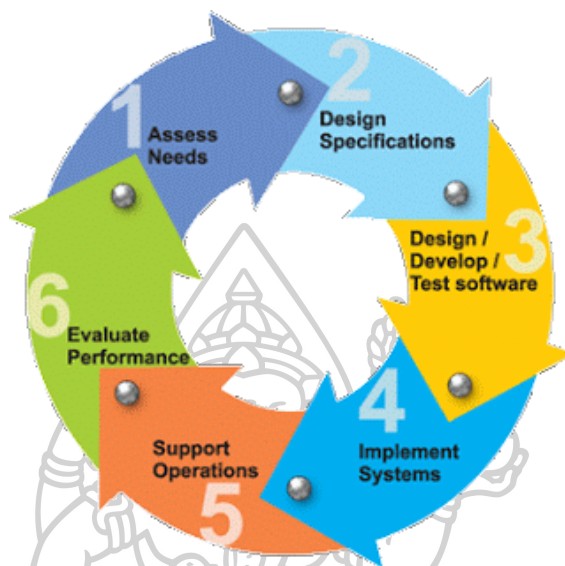 1
Assess
Needs
2
Design
Specifications
3
Design /
Develop /
Test software
4
Implement
Systems
5
Support
Operations
6
Evaluate
Performance